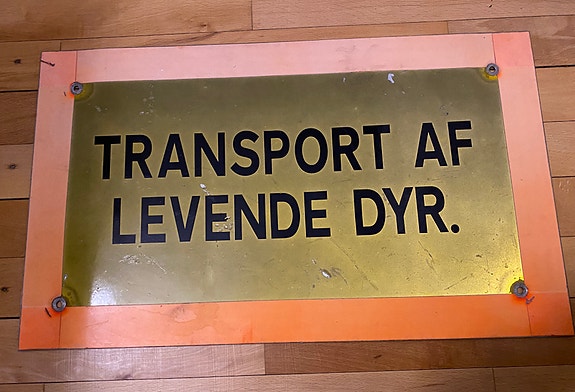 TRANSPORT AF
LEVENDE DYR.